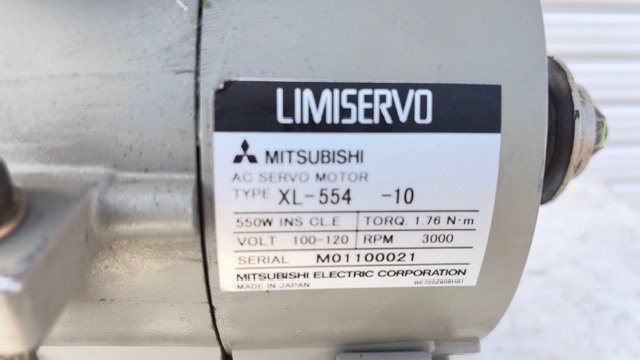 LIMISERVO
MITSUBISHI
AC SERVO MOTOR
TYPE XL-554 -10
550W INS CL.E TORQ. 1.76 N·m
VOLT 100-120 RPM 3000
SERIAL M01100021
MITSUBISHI ELECTRIC CORPORATION
MADE IN JAPAN